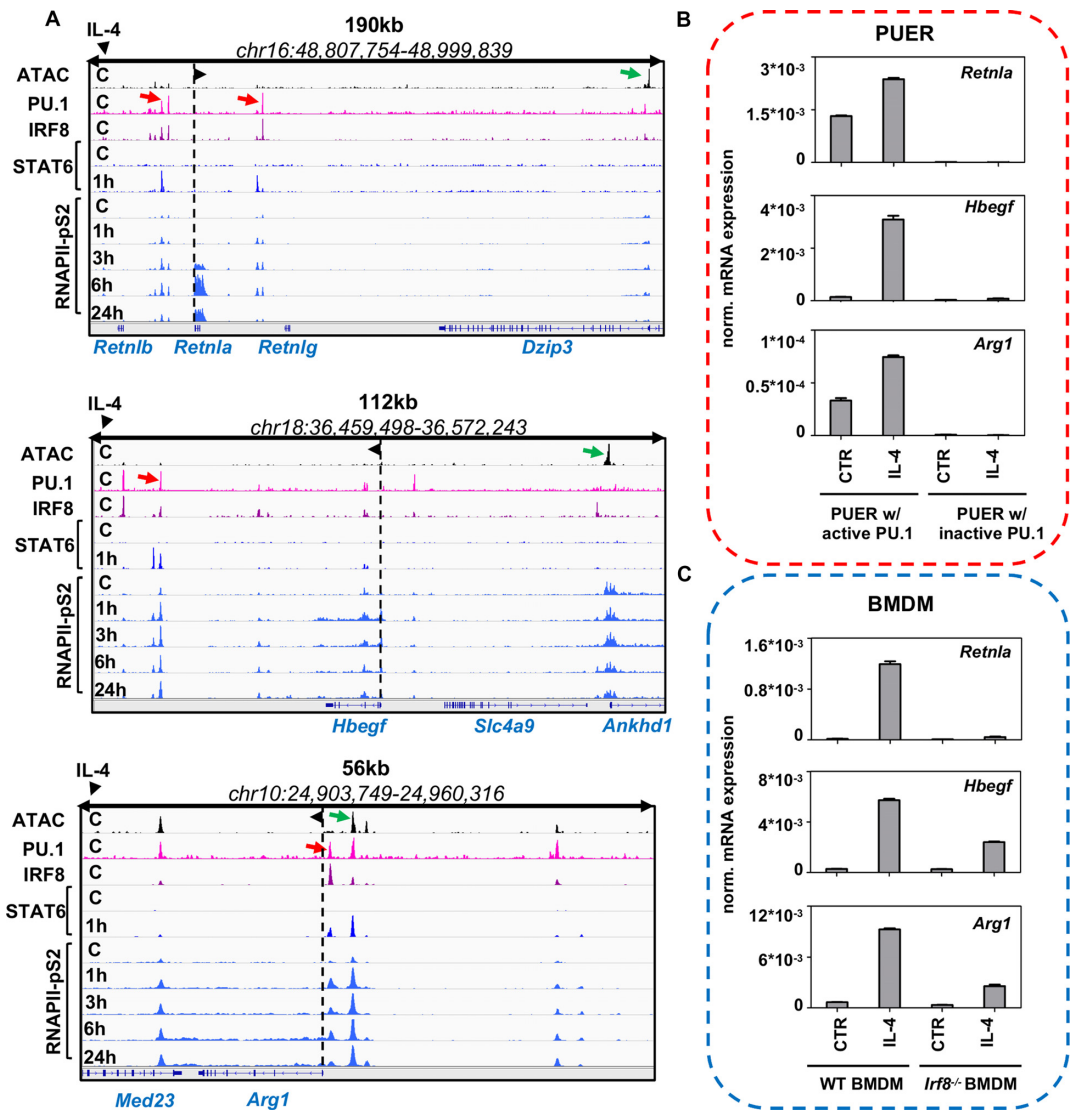 A
IL-4
190kb
chr16:48,807,754-48,999,839
ATAC C
PU.1 C
IRF8 C
STAT6 C
1h
RNAPII-pS2 C
1h
3h
6h
24h
Retnlb Retnla Retnlg Dzip3
IL-4
112kb
chr18:36,459,498-36,572,243
ATAC C
PU.1 C
IRF8 C
STAT6 C
1h
RNAPII-pS2 C
1h
3h
6h
24h
Hbegf Slc4a9 Ankhd1
IL-4
56kb
chr10:24,903,749-24,960,316
ATAC C
PU.1 C
IRF8 C
STAT6 C
1h
RNAPII-pS2 C
1h
3h
6h
24h
Med23 Arg1
B
PUER
norm. mRNA expression
3*10-3
1.5*10-3
0
Retnla
4*10-3
2*10-3
0
Hbegf
1*10-4
0.5*10-4
0
Arg1
CTR IL-4 CTR IL-4
PUER w/ active PU.1
PUER w/ inactive PU.1
C
BMDM
norm. mRNA expression
1.6*10-3
0.8*10-3
0
Retnla
8*10-3
4*10-3
0
Hbegf
12*10-3
6*10-3
0
Arg1
CTR IL-4 CTR IL-4
WT BMDM Irf8-/- BMDM